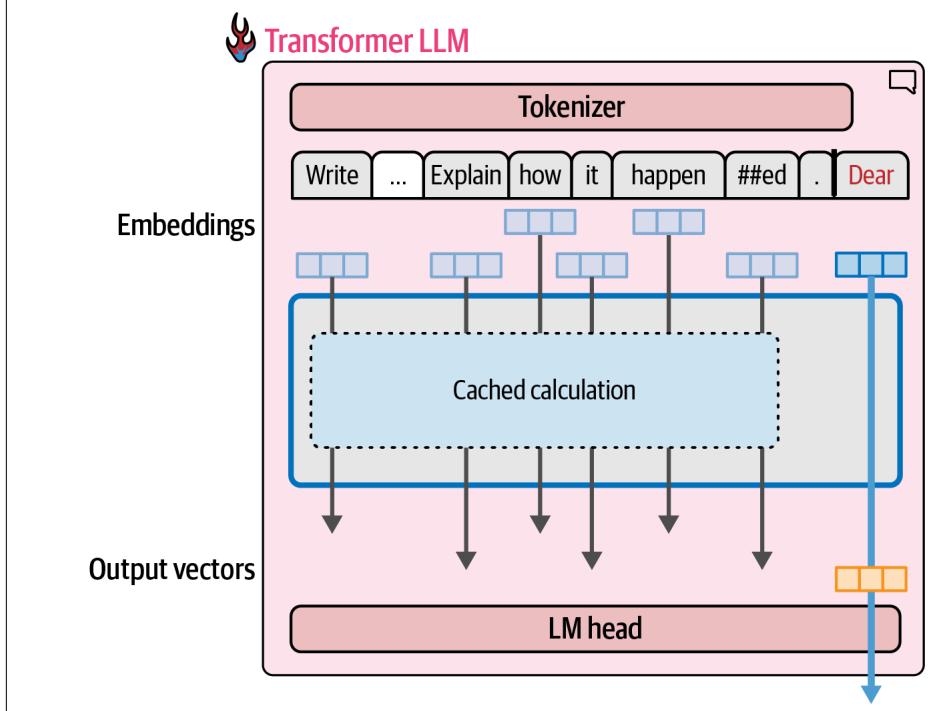 Transformer LLM
Tokenizer
Write ... Explain how it happen ##ed . Dear
Embeddings
Cached calculation
Output vectors
LM head